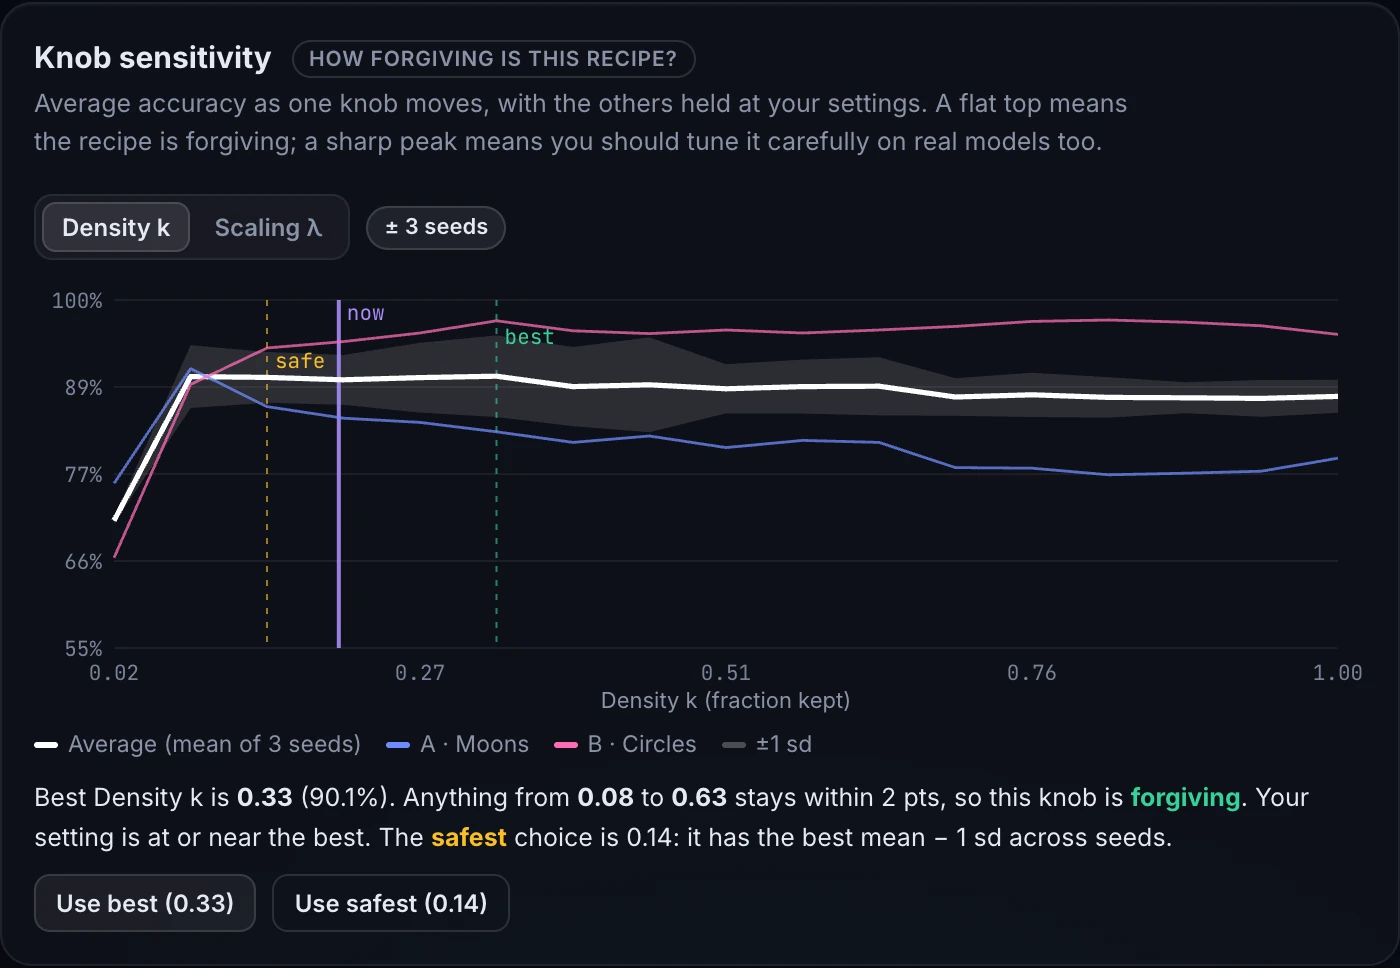 Knob sensitivity
HOW FORGIVING IS THIS RECIPE?
Average accuracy as one knob moves, with the others held at your settings. A flat top means
the recipe is forgiving; a sharp peak means you should tune it carefully on real models too.
Density k
Scaling λ
± 3 seeds
100%
89%
77%
66%
55%
now
best
safe
0.02
0.27
0.51
0.76
1.00
Density k (fraction kept)
Average (mean of 3 seeds)
A · Moons
B · Circles
±1 sd
Best Density k is 0.33 (90.1%). Anything from 0.08 to 0.63 stays within 2 pts, so this knob is forgiving. Your
setting is at or near the best. The safest choice is 0.14: it has the best mean − 1 sd across seeds.
Use best (0.33)
Use safest (0.14)